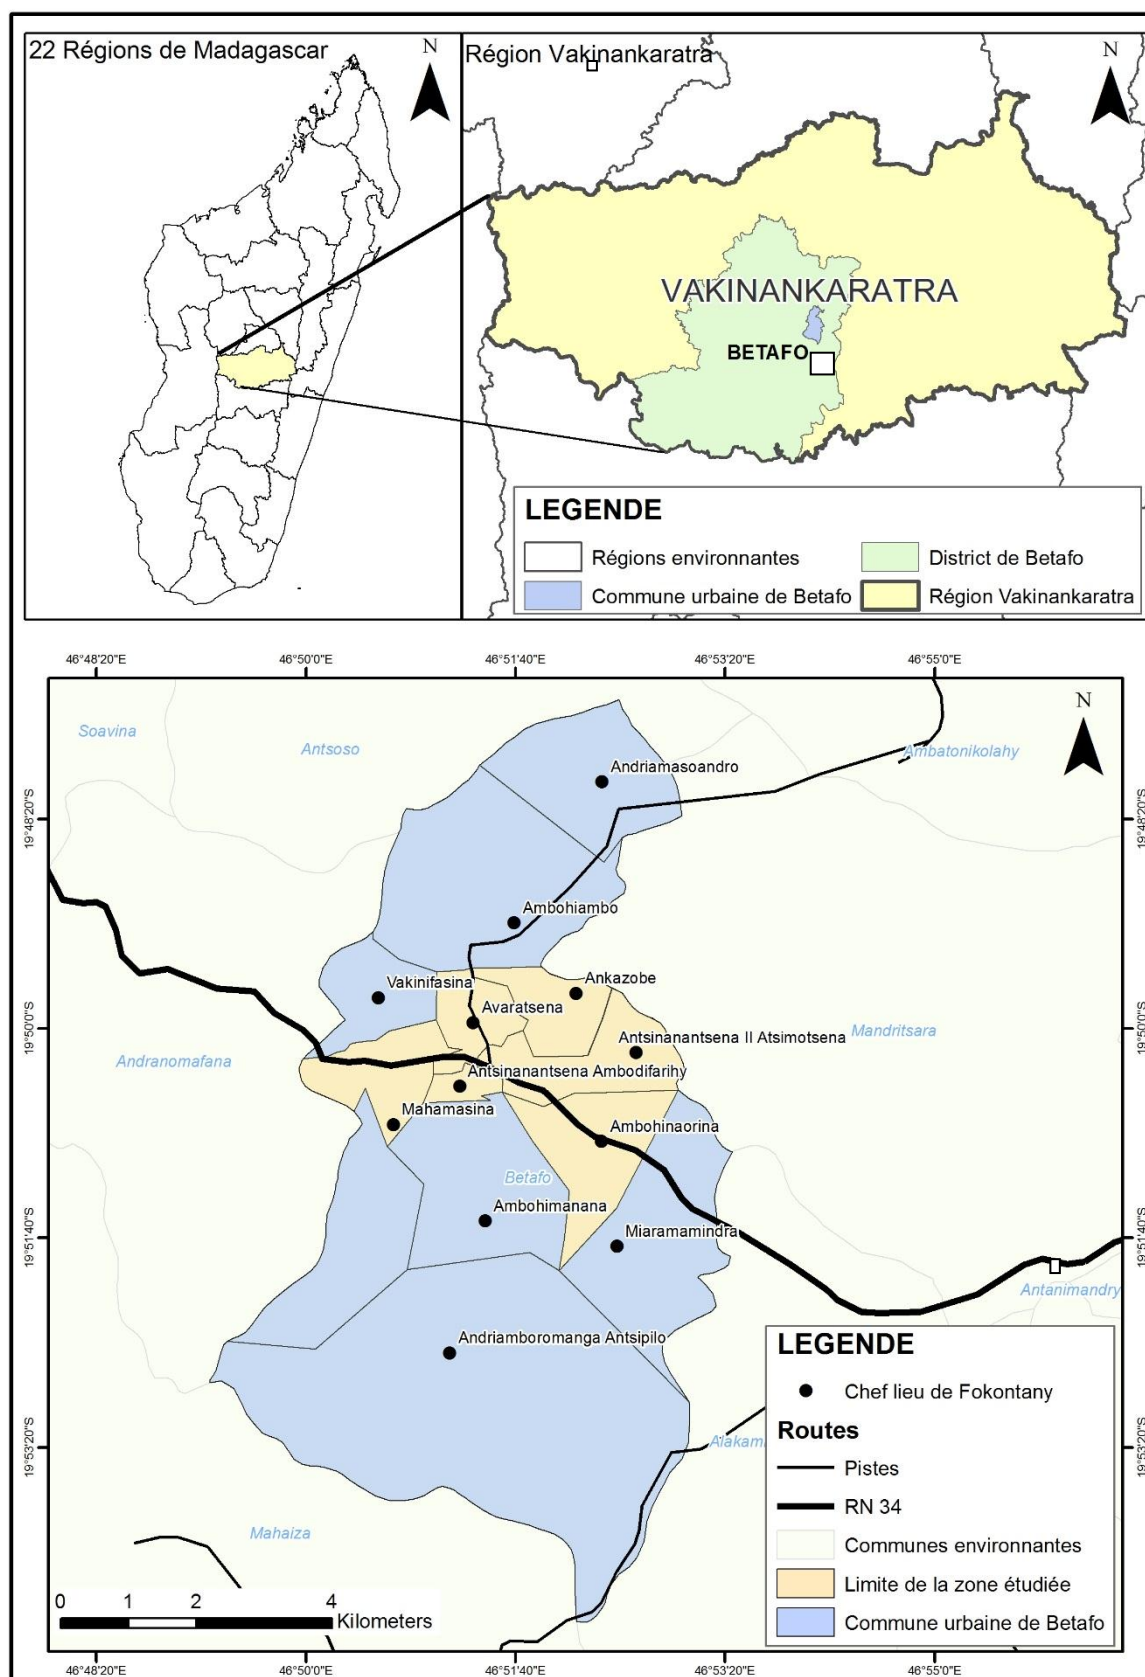 22 Régions de Madagascar
N
Région Vakinankaratra
N
VAKINANKARATRA
BETAFO
LEGENDE
Régions environnantes
District de Betafo
Commune urbaine de Betafo
Région Vakinankaratra
46°48'20"E
46°50'0"E
46°51'40"E
46°53'20"E
46°55'0"E
N
Soavina
Antsoso
Ambatonikolahy
Andriamasoandro
19°48'20"S
19°48'20"S
Ambohiambo
Vakinifasina
Ankazobe
Avaratsena
19°50'0"S
19°50'0"S
Mandritsara
Antsinanantsena II Atsimotsena
Andranomafana
Antsinanantsena Ambodifarihy
Mahamasina
Ambohinaorina
Betafo
Ambohimanana
Miaramamindra
19°51'40"S
19°51'40"S
Antanimandry
Andriamboromanga Antsipilo
LEGENDE
Chef lieu de Fokontany
Routes
19°53'20"S
19°53'20"S
Pistes
RN 34
Mahaiza
Communes environnantes
Limite de la zone étudiée
Commune urbaine de Betafo
0 1 2 4
Kilometers
46°48'20"E
46°50'0"E
46°51'40"E
46°53'20"E
46°55'0"E